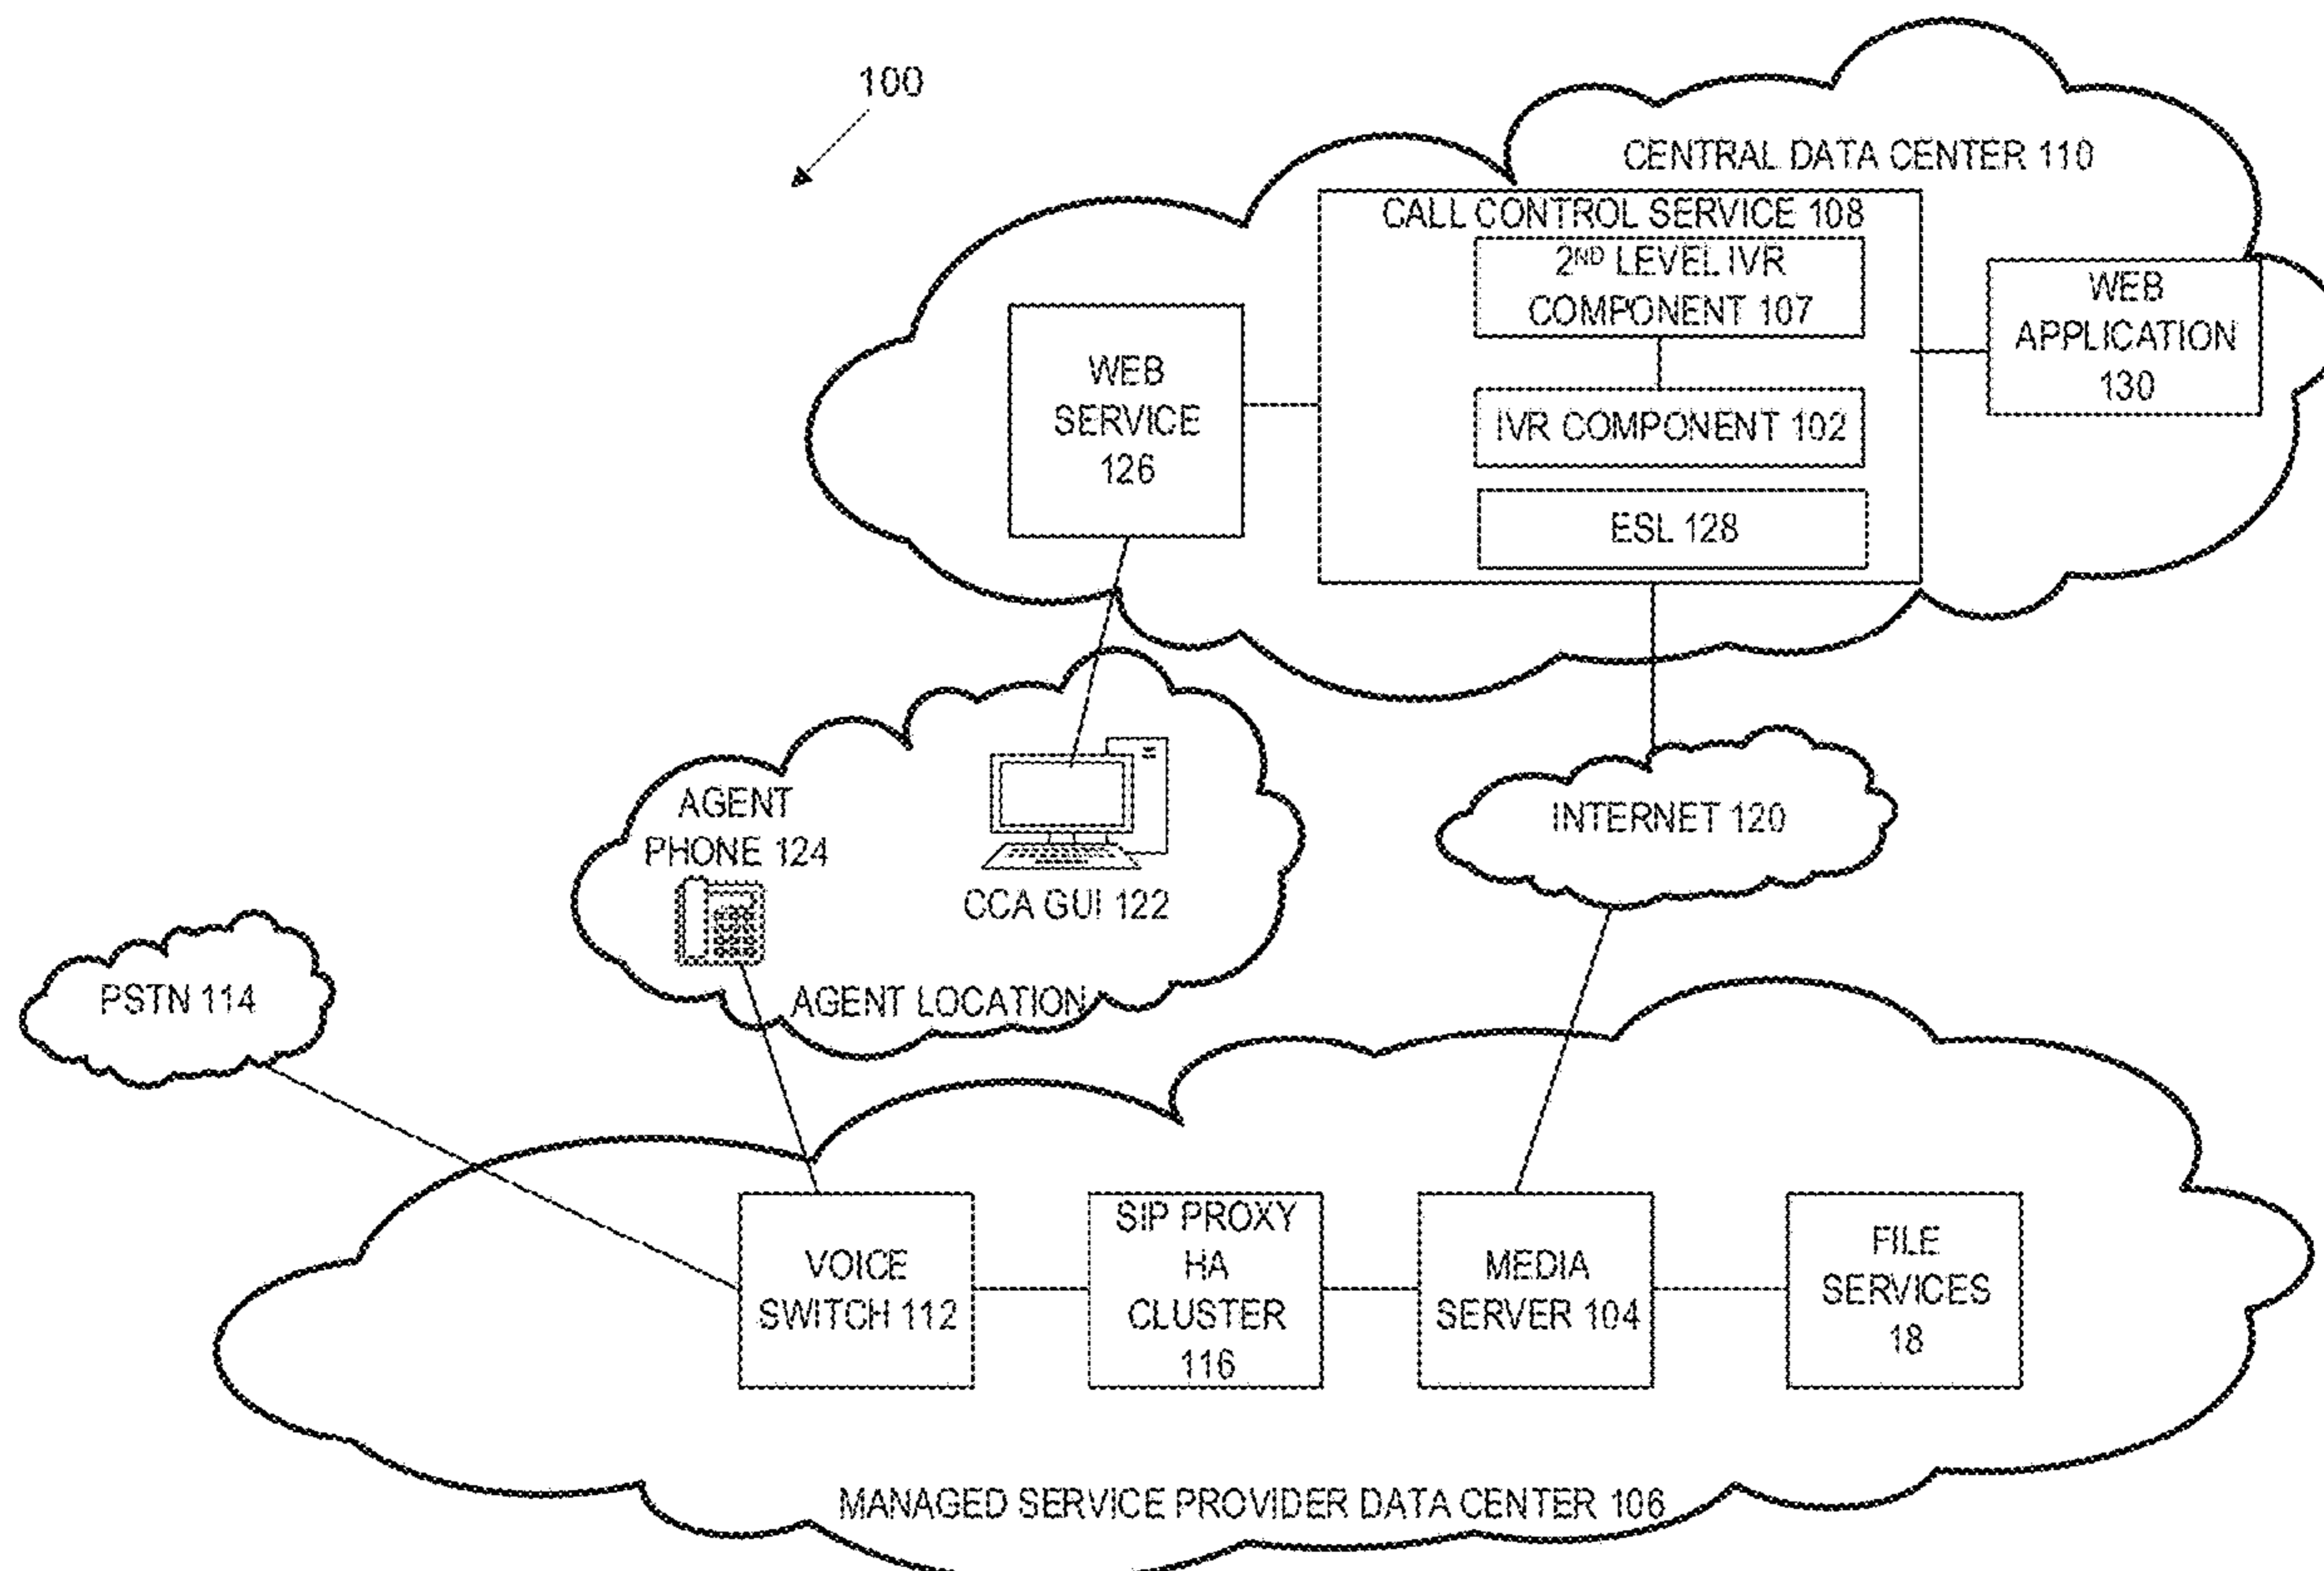 100
CENTRAL DATA CENTER 110
CALL CONTROL SERVICE 108
2ND LEVEL IVR
COMPONENT 107
IVR COMPONENT 102
ESL 128
WEB
SERVICE
126
WEB
APPLICATION
130
AGENT
PHONE 124
CCA GUI 122
AGENT LOCATION
INTERNET 120
PSTN 114
VOICE
SWITCH 112
SIP PROXY
HA
CLUSTER
116
MEDIA
SERVER 104
FILE
SERVICES
18
MANAGED SERVICE PROVIDER DATA CENTER 106